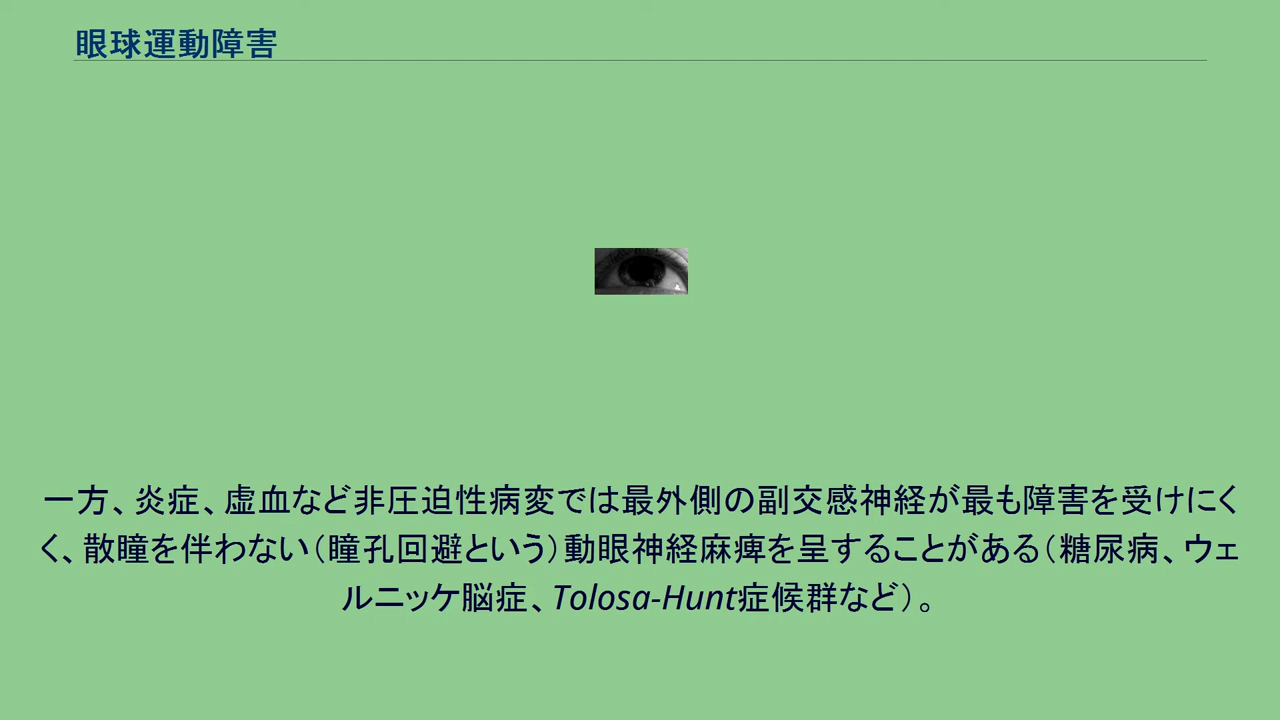 眼球運動障害
一方、炎症、虚血など非圧迫性病変では最外側の副交感神経が最も障害を受けにく
く、散瞳を伴わない（瞳孔回避という）動眼神経麻痺を呈することがある（糖尿病、ウェ
ルニッケ脳症、Tolosa-Hunt症候群など）。